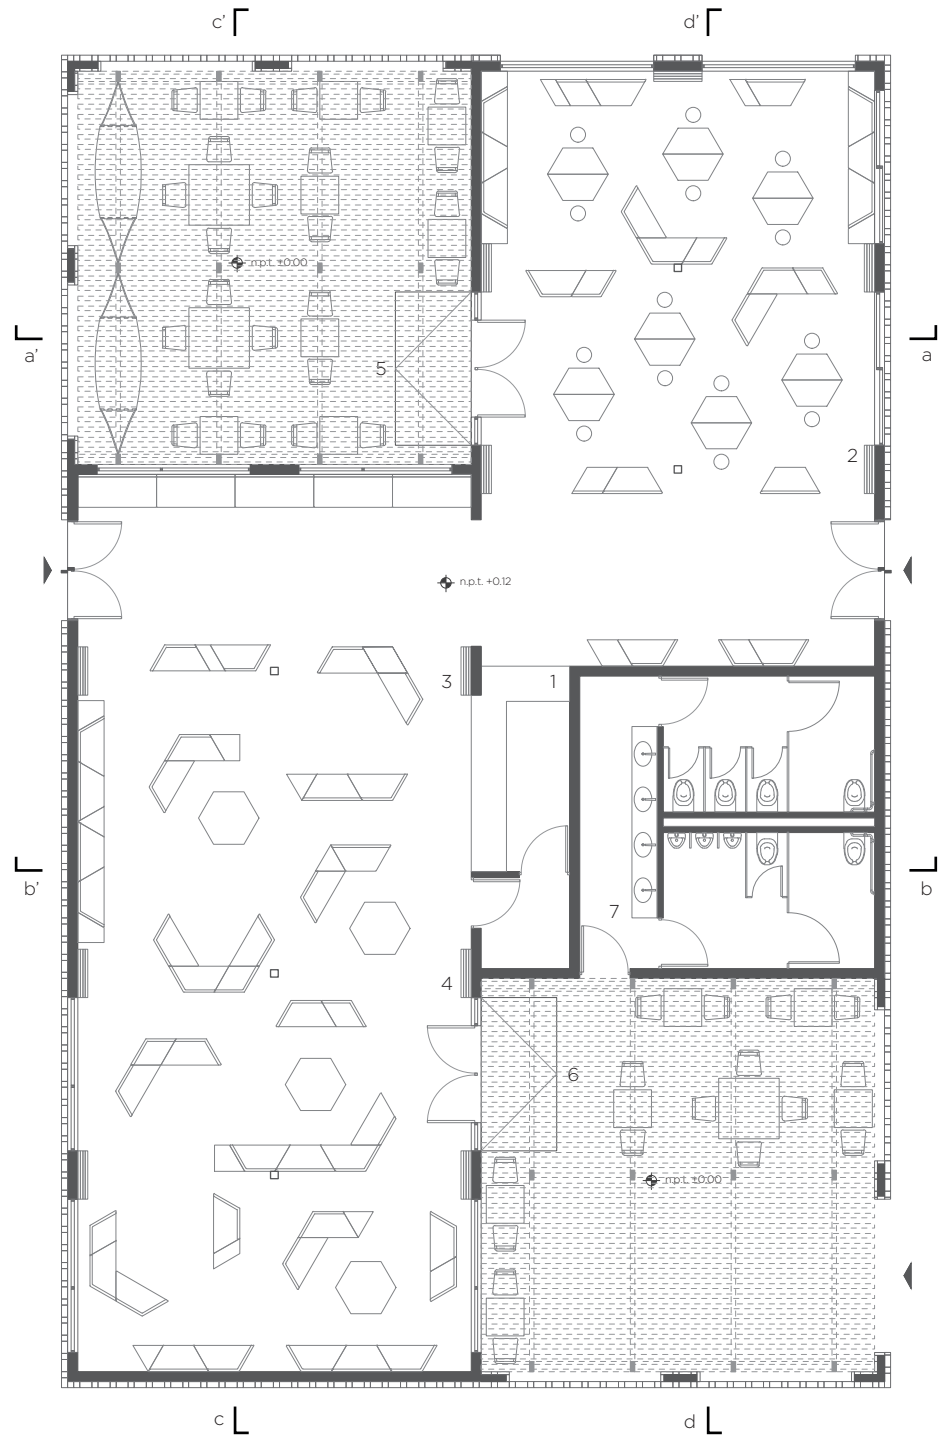 c' d'
n.p.t. ±0.00
a' a
5
2
n.p.t. +0.12
3 1
b' b
7
4
6
n.p.t. ±0.00
c d